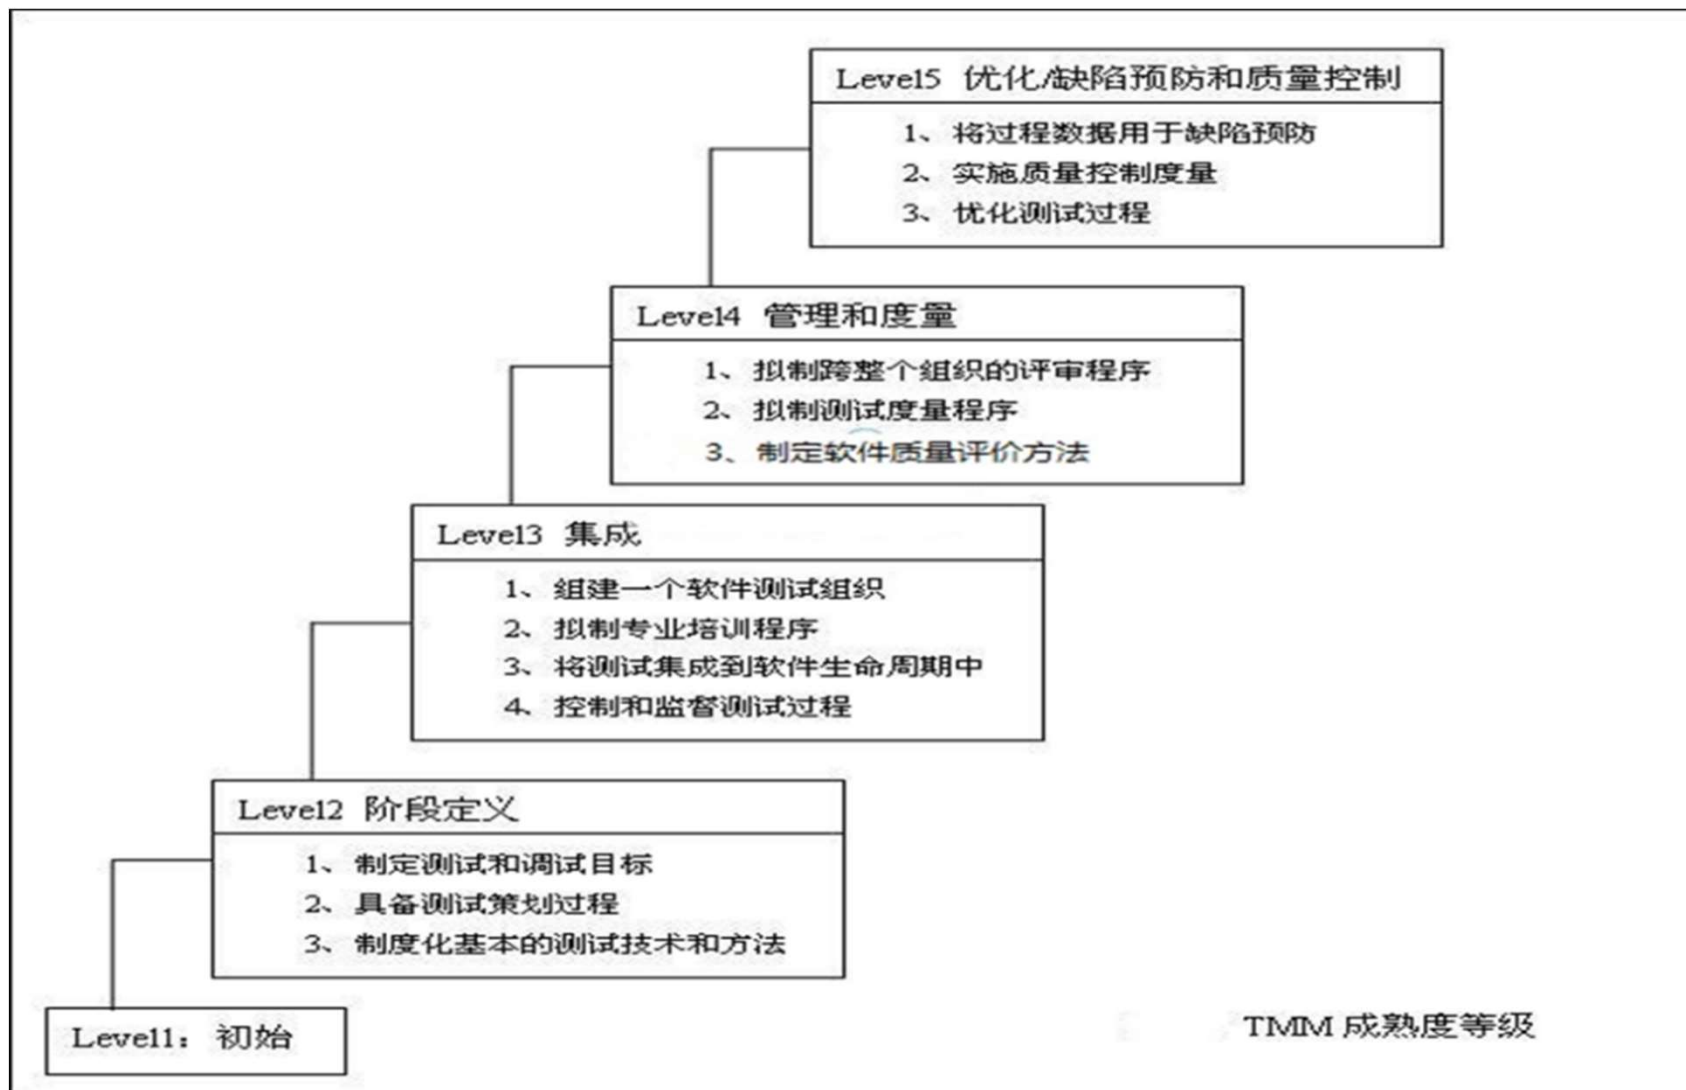 Level5 优化/缺陷预防和质量控制
1、将过程数据用于缺陷预防
2、实施质量控制度量
3、优化测试过程
Level4 管理和度量
1、拟制跨整个组织的评审程序
2、拟制测试度量程序
3、制定软件质量评价方法
Level3 集成
1、组建一个软件测试组织
2、拟制专业培训程序
3、将测试集成到软件生命周期中
4、控制和监督测试过程
Level2 阶段定义
1、制定测试和调试目标
2、具备测试策划过程
3、制度化基本的测试技术和方法
Level1：初始
TMM 成熟度等级